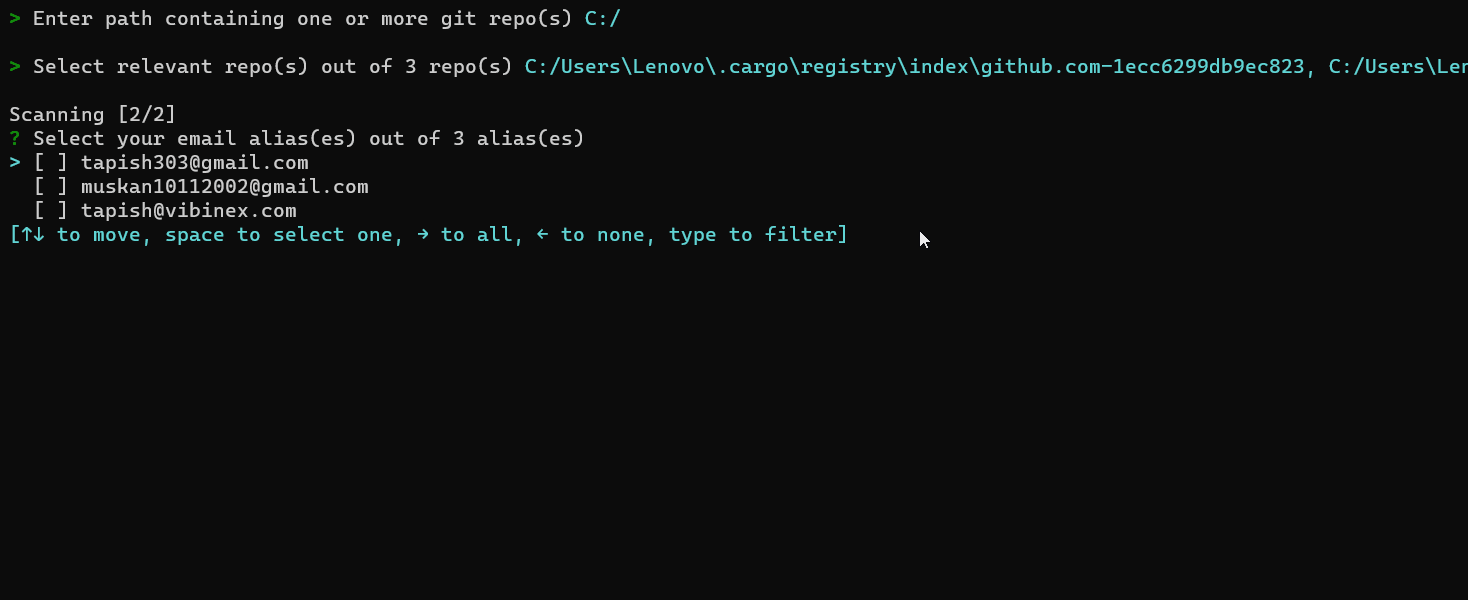 > Enter path containing one or more git repo(s) C:/
> Select relevant repo(s) out of 3 repo(s) C:/Users\Lenovo\.cargo\registry\index\github.com-1ecc6299db9ec823, C:/Users\Len
Scanning [2/2]
? Select your email alias(es) out of 3 alias(es)
> [ ] tapish303@gmail.com
[ ] muskan10112002@gmail.com
[ ] tapish@vibinex.com
[↑↓ to move, space to select one, → to all, ← to none, type to filter]